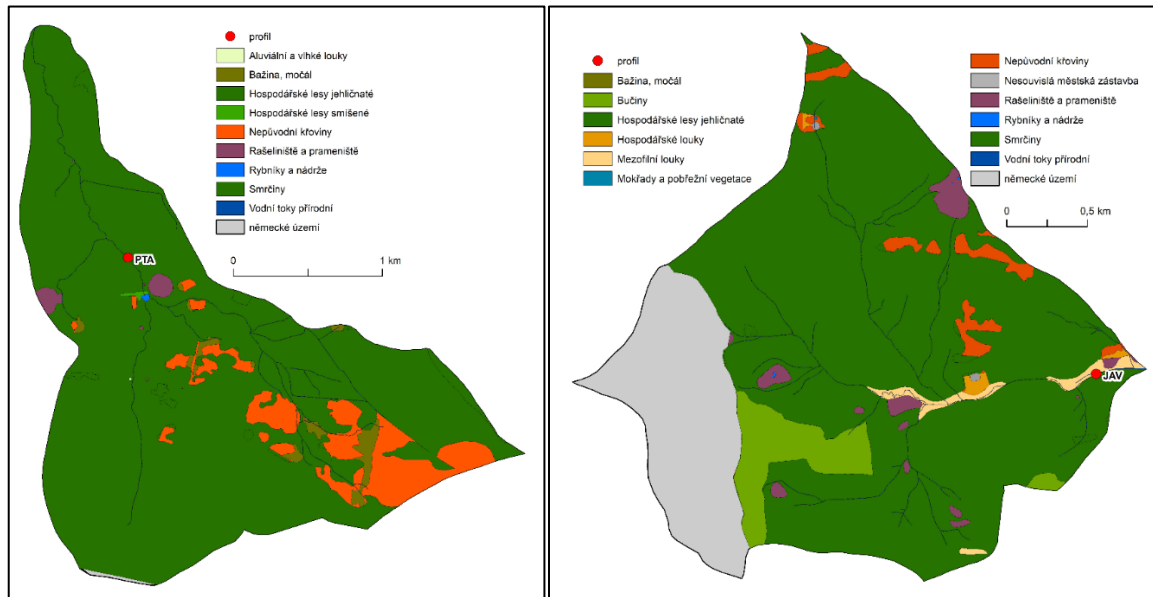 profil
Aluviální a vlhké louky
Bažina, močál
Hospodářské lesy jehličnaté
Hospodářské lesy smíšené
Nepůvodní křoviny
Rašeliniště a prameniště
Rybníky a nádrže
Smrčiny
Vodní toky přírodní
německé území
0 1 km
PTA
profil
Bažina, močál
Bučiny
Hospodářské lesy jehličnaté
Hospodářské louky
Mezofilní louky
Mokřady a pobřežní vegetace
Nepůvodní křoviny
Nesouvislá městská zástavba
Rašeliniště a prameniště
Rybníky a nádrže
Smrčiny
Vodní toky přírodní
německé území
0 0,5 km
JAV